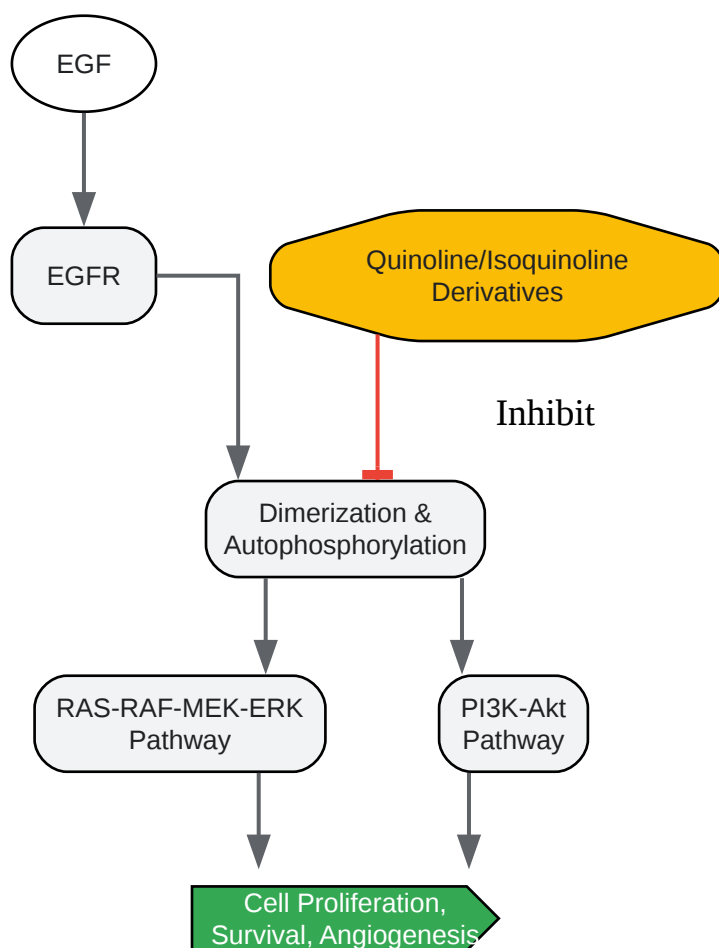 EGF
EGFR
Quinoline/Isoquinoline
Derivatives
Inhibit
Dimerization &
Autophosphorylation
RAS-RAF-MEK-ERK
Pathway
PI3K-Akt
Pathway
Cell Proliferation,
Survival, Angiogenesis